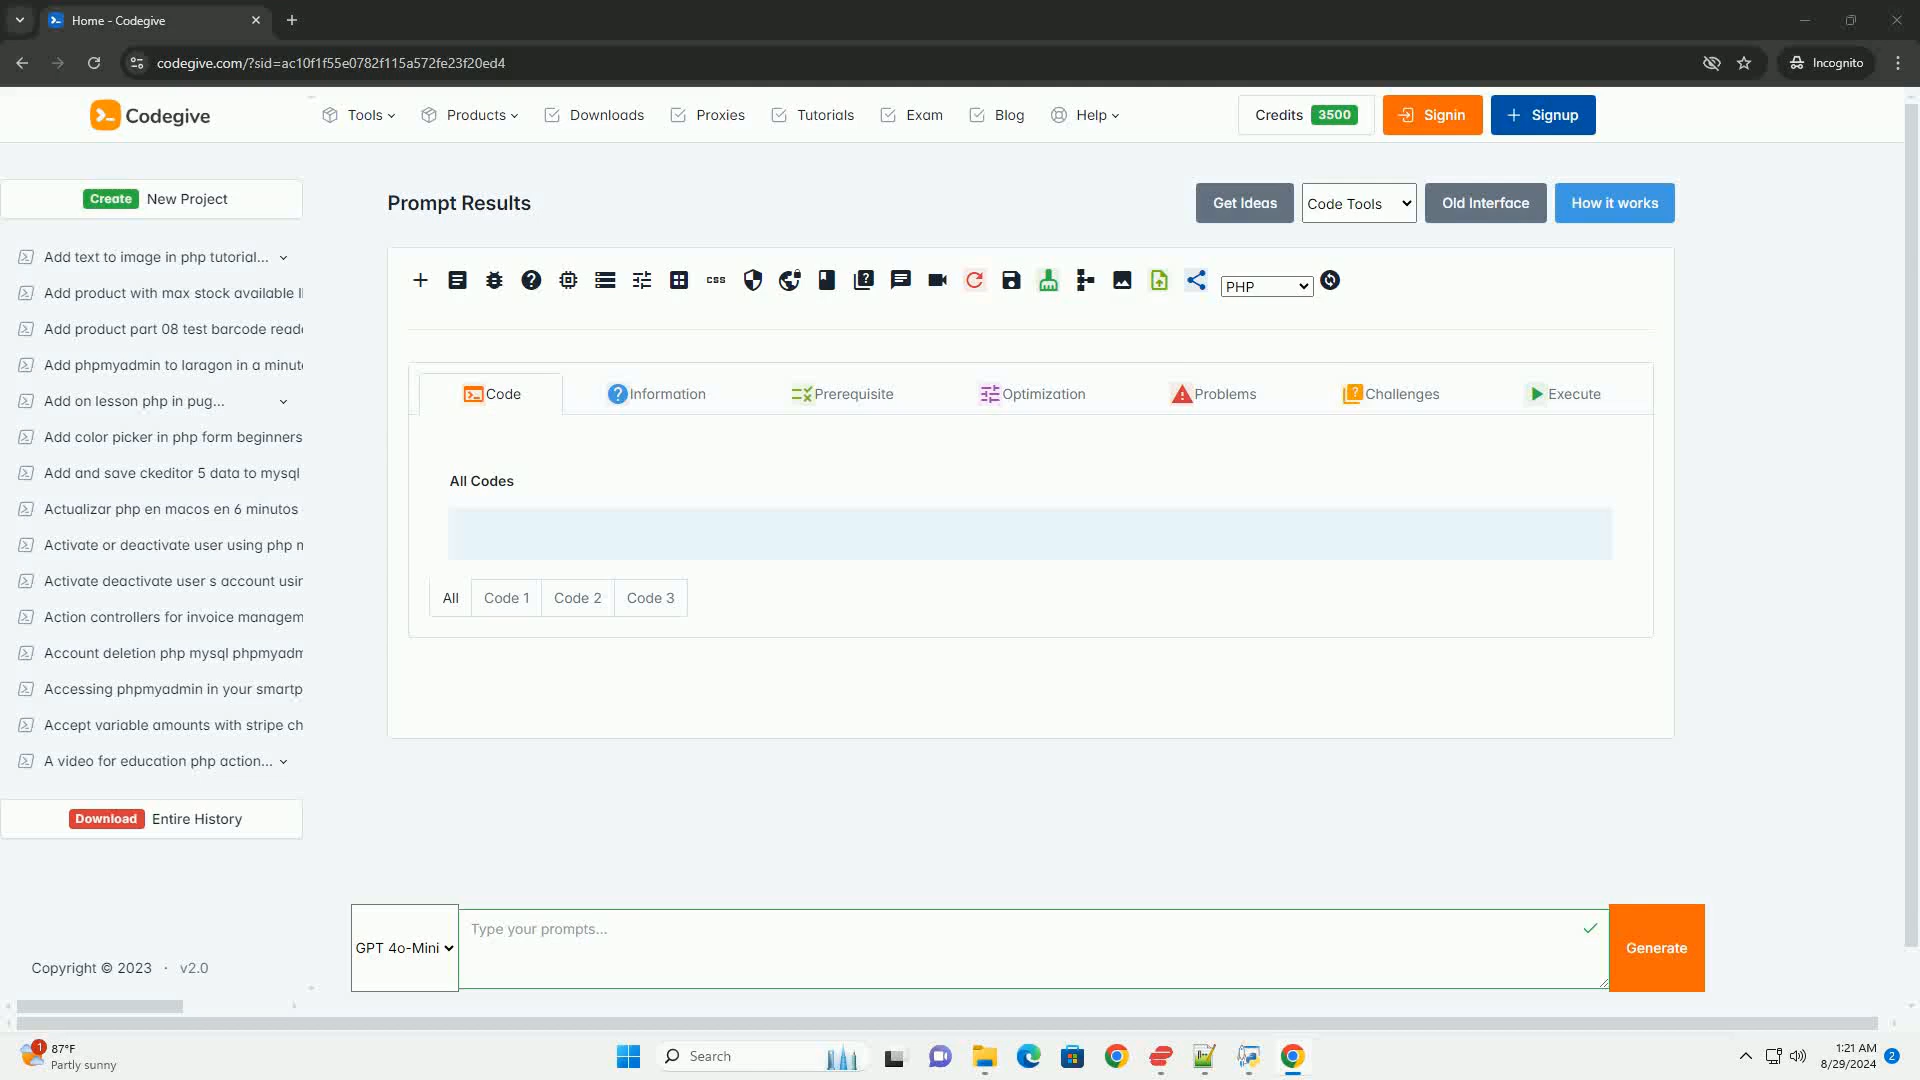 Home - Codegive
codegive.com/?sid=ac10f1f55e0782f115a572fe23f20ed4
Incognito
Codegive
Tools
Products
Downloads
Proxies
Tutorials
Exam
Blog
Help
Credits 3500
Signin
Signup
Create New Project
Add text to image in php tutorial...
Add product with max stock available
Add product part 08 test barcode
Add phpmyadmin to laragon in a
Add on lesson php in pug...
Add color picker in php form beginners
Add and save ckeditor 5 data to mysql
Actualizar php en macos en 6 minutos
Activate or deactivate user using php
Activate deactivate user s account
Action controllers for invoice
Account deletion php mysql
Accessing phpmyadmin in your
Accept variable amounts with stripe
A video for education php action...
Download Entire History
Copyright © 2023 · v2.0
Prompt Results
Get Ideas
Code Tools
Old Interface
How it works
css
PHP
Code
Information
Prerequisite
Optimization
Problems
Challenges
Execute
All Codes
All
Code 1
Code 2
Code 3
GPT 4o-Mini
Type your prompts...
Generate
1
87°F
Partly sunny
Search
1:21 AM
8/29/2024
2